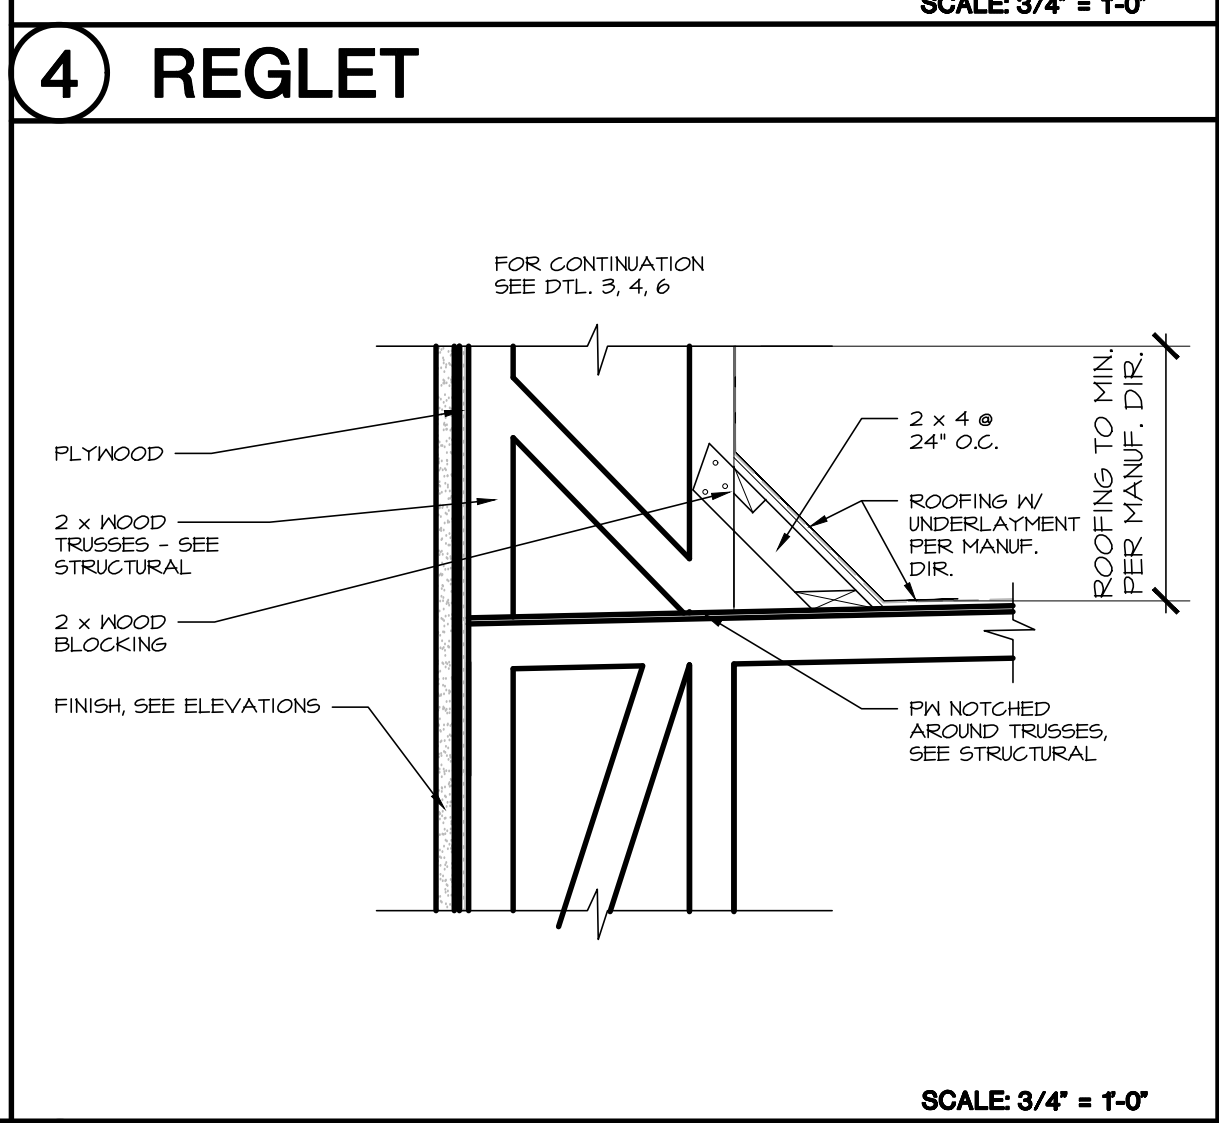 SCALE: 3/4" = 1'-0"
4 REGLET
FOR CONTINUATION
SEE DTL. 3, 4, 6
PLYWOOD
2 x WOOD
TRUSSES - SEE
STRUCTURAL
2 x WOOD
BLOCKING
FINISH, SEE ELEVATIONS
2 x 4 @
24" O.C.
ROOFING W/
UNDERLAYMENT
PER MANUF.
DIR.
ROOFING TO MIN.
PER MANUF. DIR.
PW NOTCHED
AROUND TRUSSES,
SEE STRUCTURAL
SCALE: 3/4" = 1'-0"